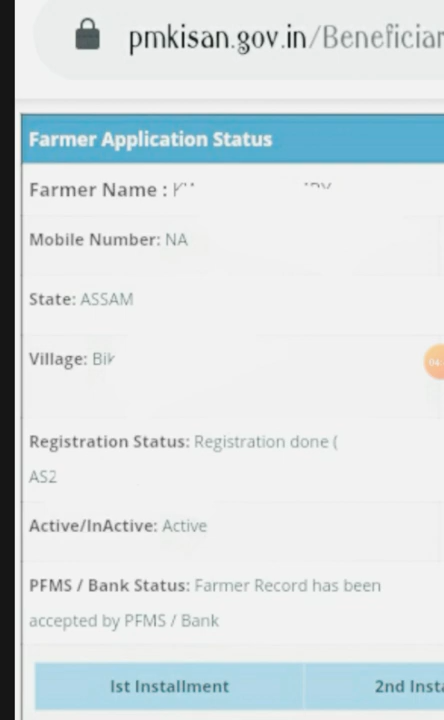 pmkisan.gov.in/Beneficiar
Farmer Application Status
Farmer Name :
Mobile Number: NA
State: ASSAM
Village: Bik
Registration Status: Registration done (
AS2
Active/InActive: Active
PFMS / Bank Status: Farmer Record has been
accepted by PFMS / Bank
Ist Installment 2nd Insta